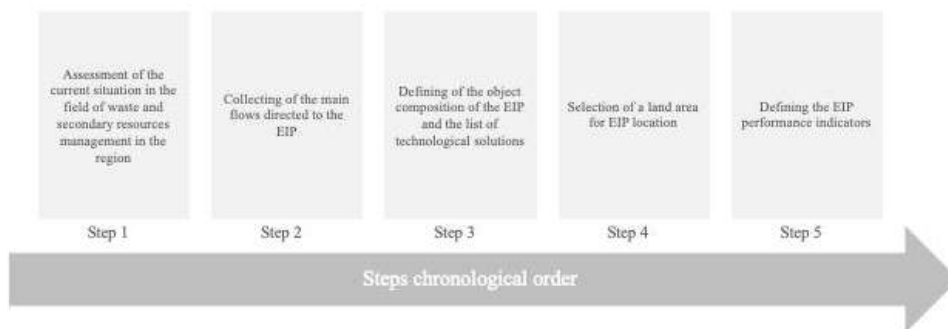 Assessment of the
current situation in the
field of waste and
secondary resources
management in the
region
Collecting of the main
flows directed to the
EIP
Defining of the object
composition of the EIP
and the list of
technological solutions
Selection of a land area
for EIP location
Defining the EIP
performance indicators
Step 1
Step 2
Step 3
Step 4
Step 5
Steps chronological order